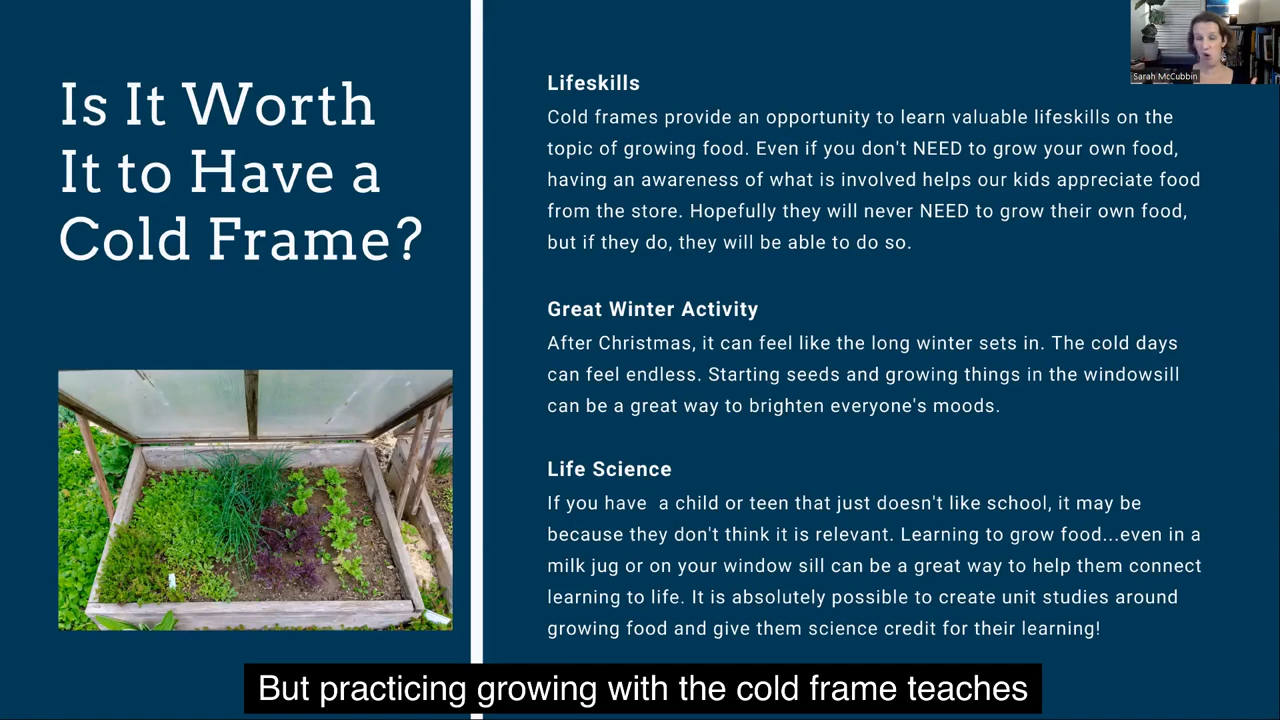 Is It Worth
It to Have a
Cold Frame?
Sarah McCubbin
Lifeskills
Cold frames provide an opportunity to learn valuable lifeskills on the
topic of growing food. Even if you don't NEED to grow your own food,
having an awareness of what is involved helps our kids appreciate food
from the store. Hopefully they will never NEED to grow their own food,
but if they do, they will be able to do so.
Great Winter Activity
After Christmas, it can feel like the long winter sets in. The cold days
can feel endless. Starting seeds and growing things in the windowsill
can be a great way to brighten everyone's moods.
Life Science
If you have  a child or teen that just doesn't like school, it may be
because they don't think it is relevant. Learning to grow food...even in a
milk jug or on your window sill can be a great way to help them connect
learning to life. It is absolutely possible to create unit studies around
growing food and give them science credit for their learning!
But practicing growing with the cold frame teaches